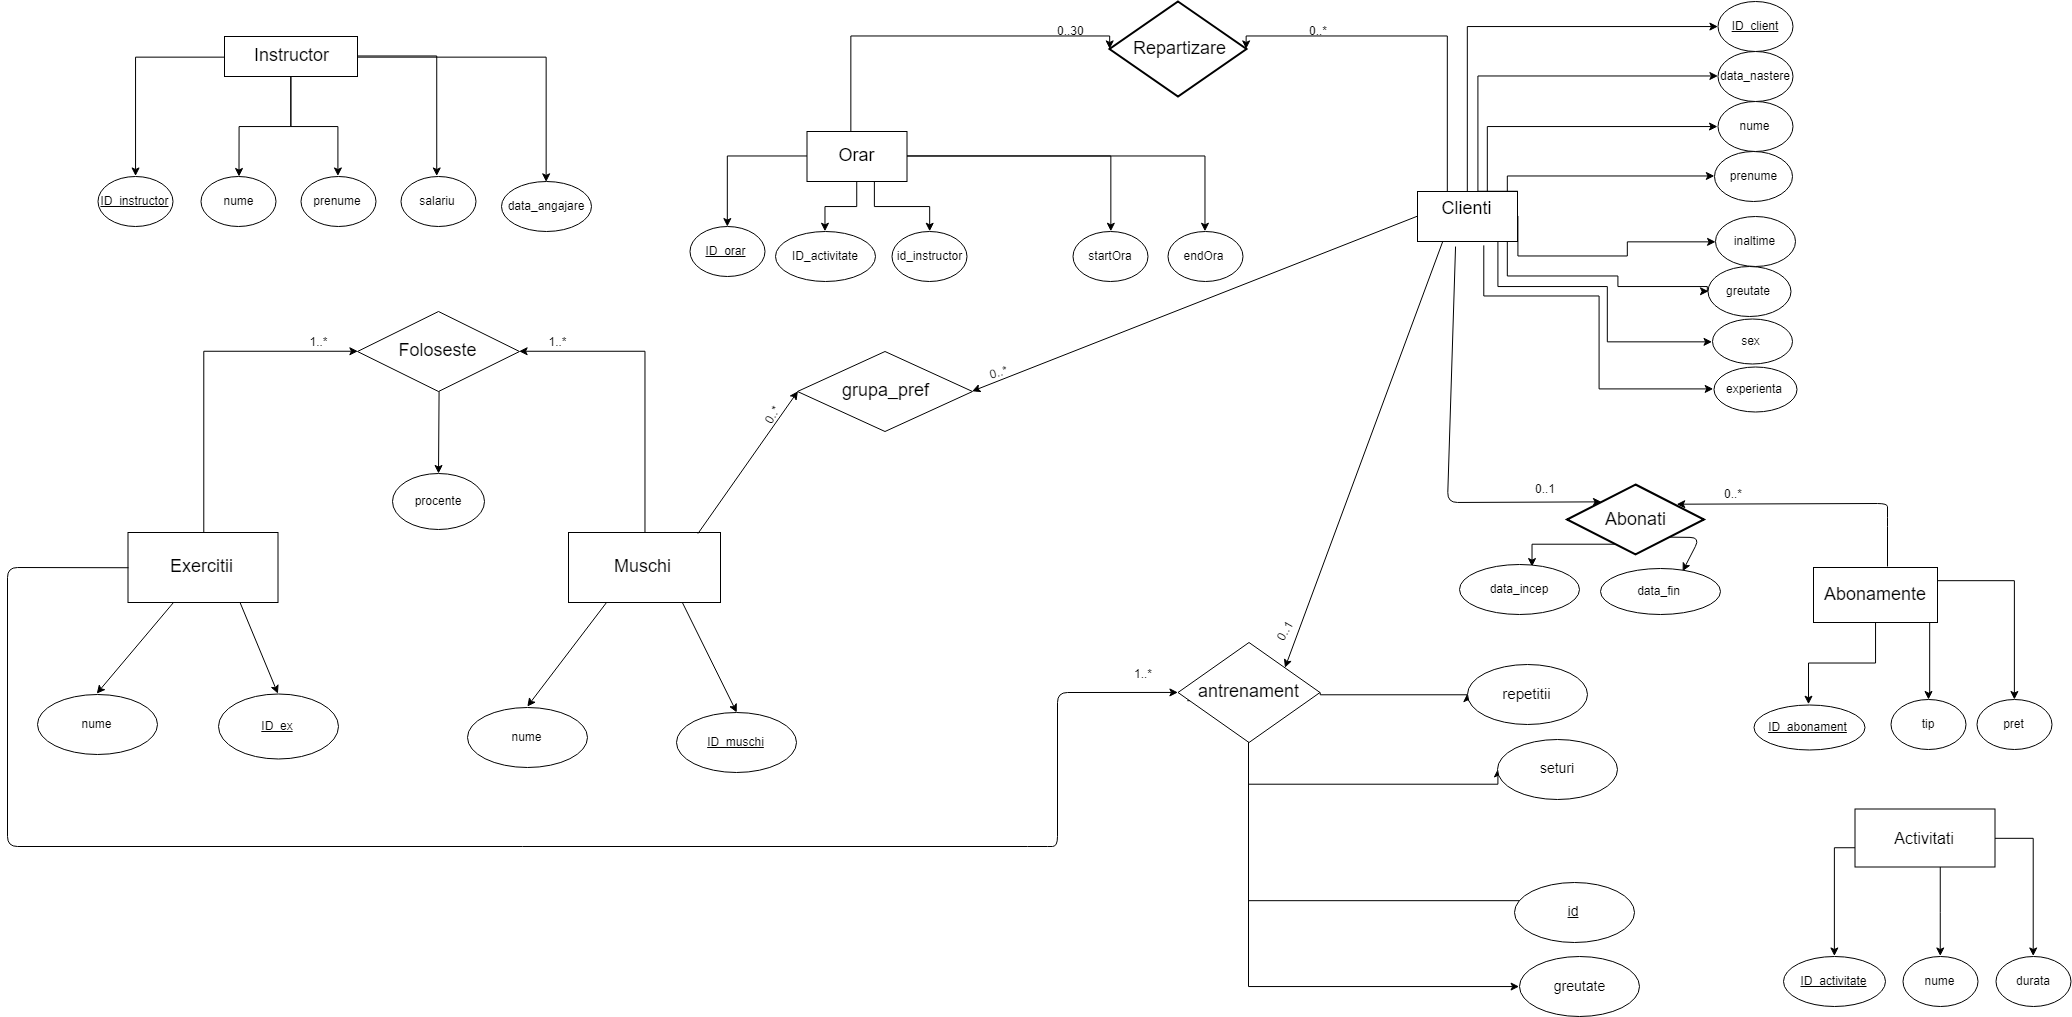 0..30
0..*
ID_client
Repartizare
Instructor
data_nastere
nume
Orar
prenume
ID_instructor
nume
prenume
salariu
data_angajare
Clienti
inaltime
ID_orar
ID_activitate
id_instructor
startOra
endOra
greutate
1..*
Foloseste
1..*
sex
0..*
grupa_pref
experienta
0..*
procente
0..1
0..*
Abonati
Exercitii
Muschi
data_incep
data_fin
Abonamente
0..1
1..*
antrenament
repetitii
nume
ID_ex
nume
ID_muschi
ID_abonament
tip
pret
seturi
Activitati
id
ID_activitate
nume
durata
greutate